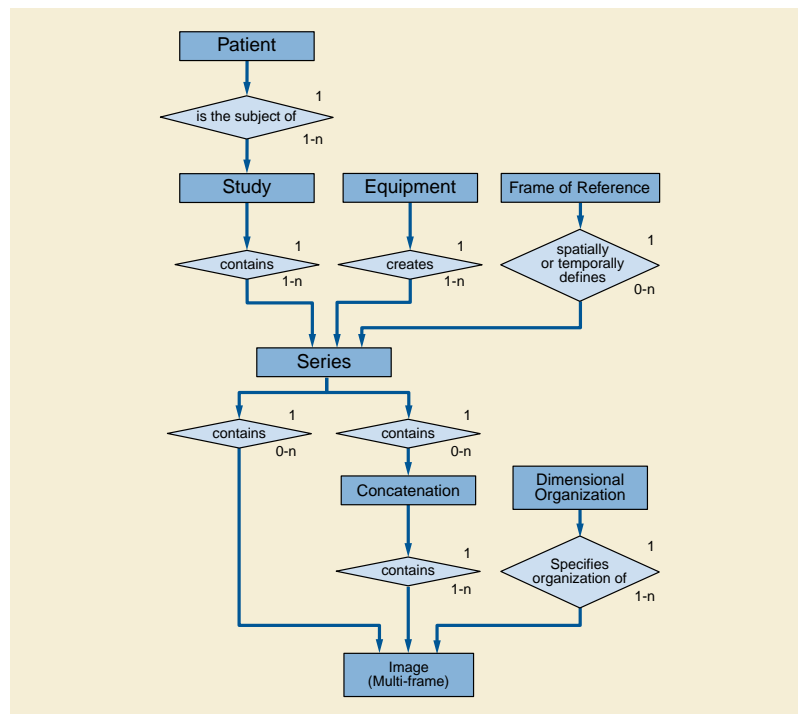 Patient
1
is the subject of
1-n
Study
Equipment
Frame of Reference
1
1
1
contains
creates
spatially
or temporally
defines
1-n
1-n
0-n
Series
1
1
contains
contains
0-n
0-n
Concatenation
Dimensional
Organization
1
1
contains
Specifies
organization of
1-n
1-n
Image
(Multi-frame)